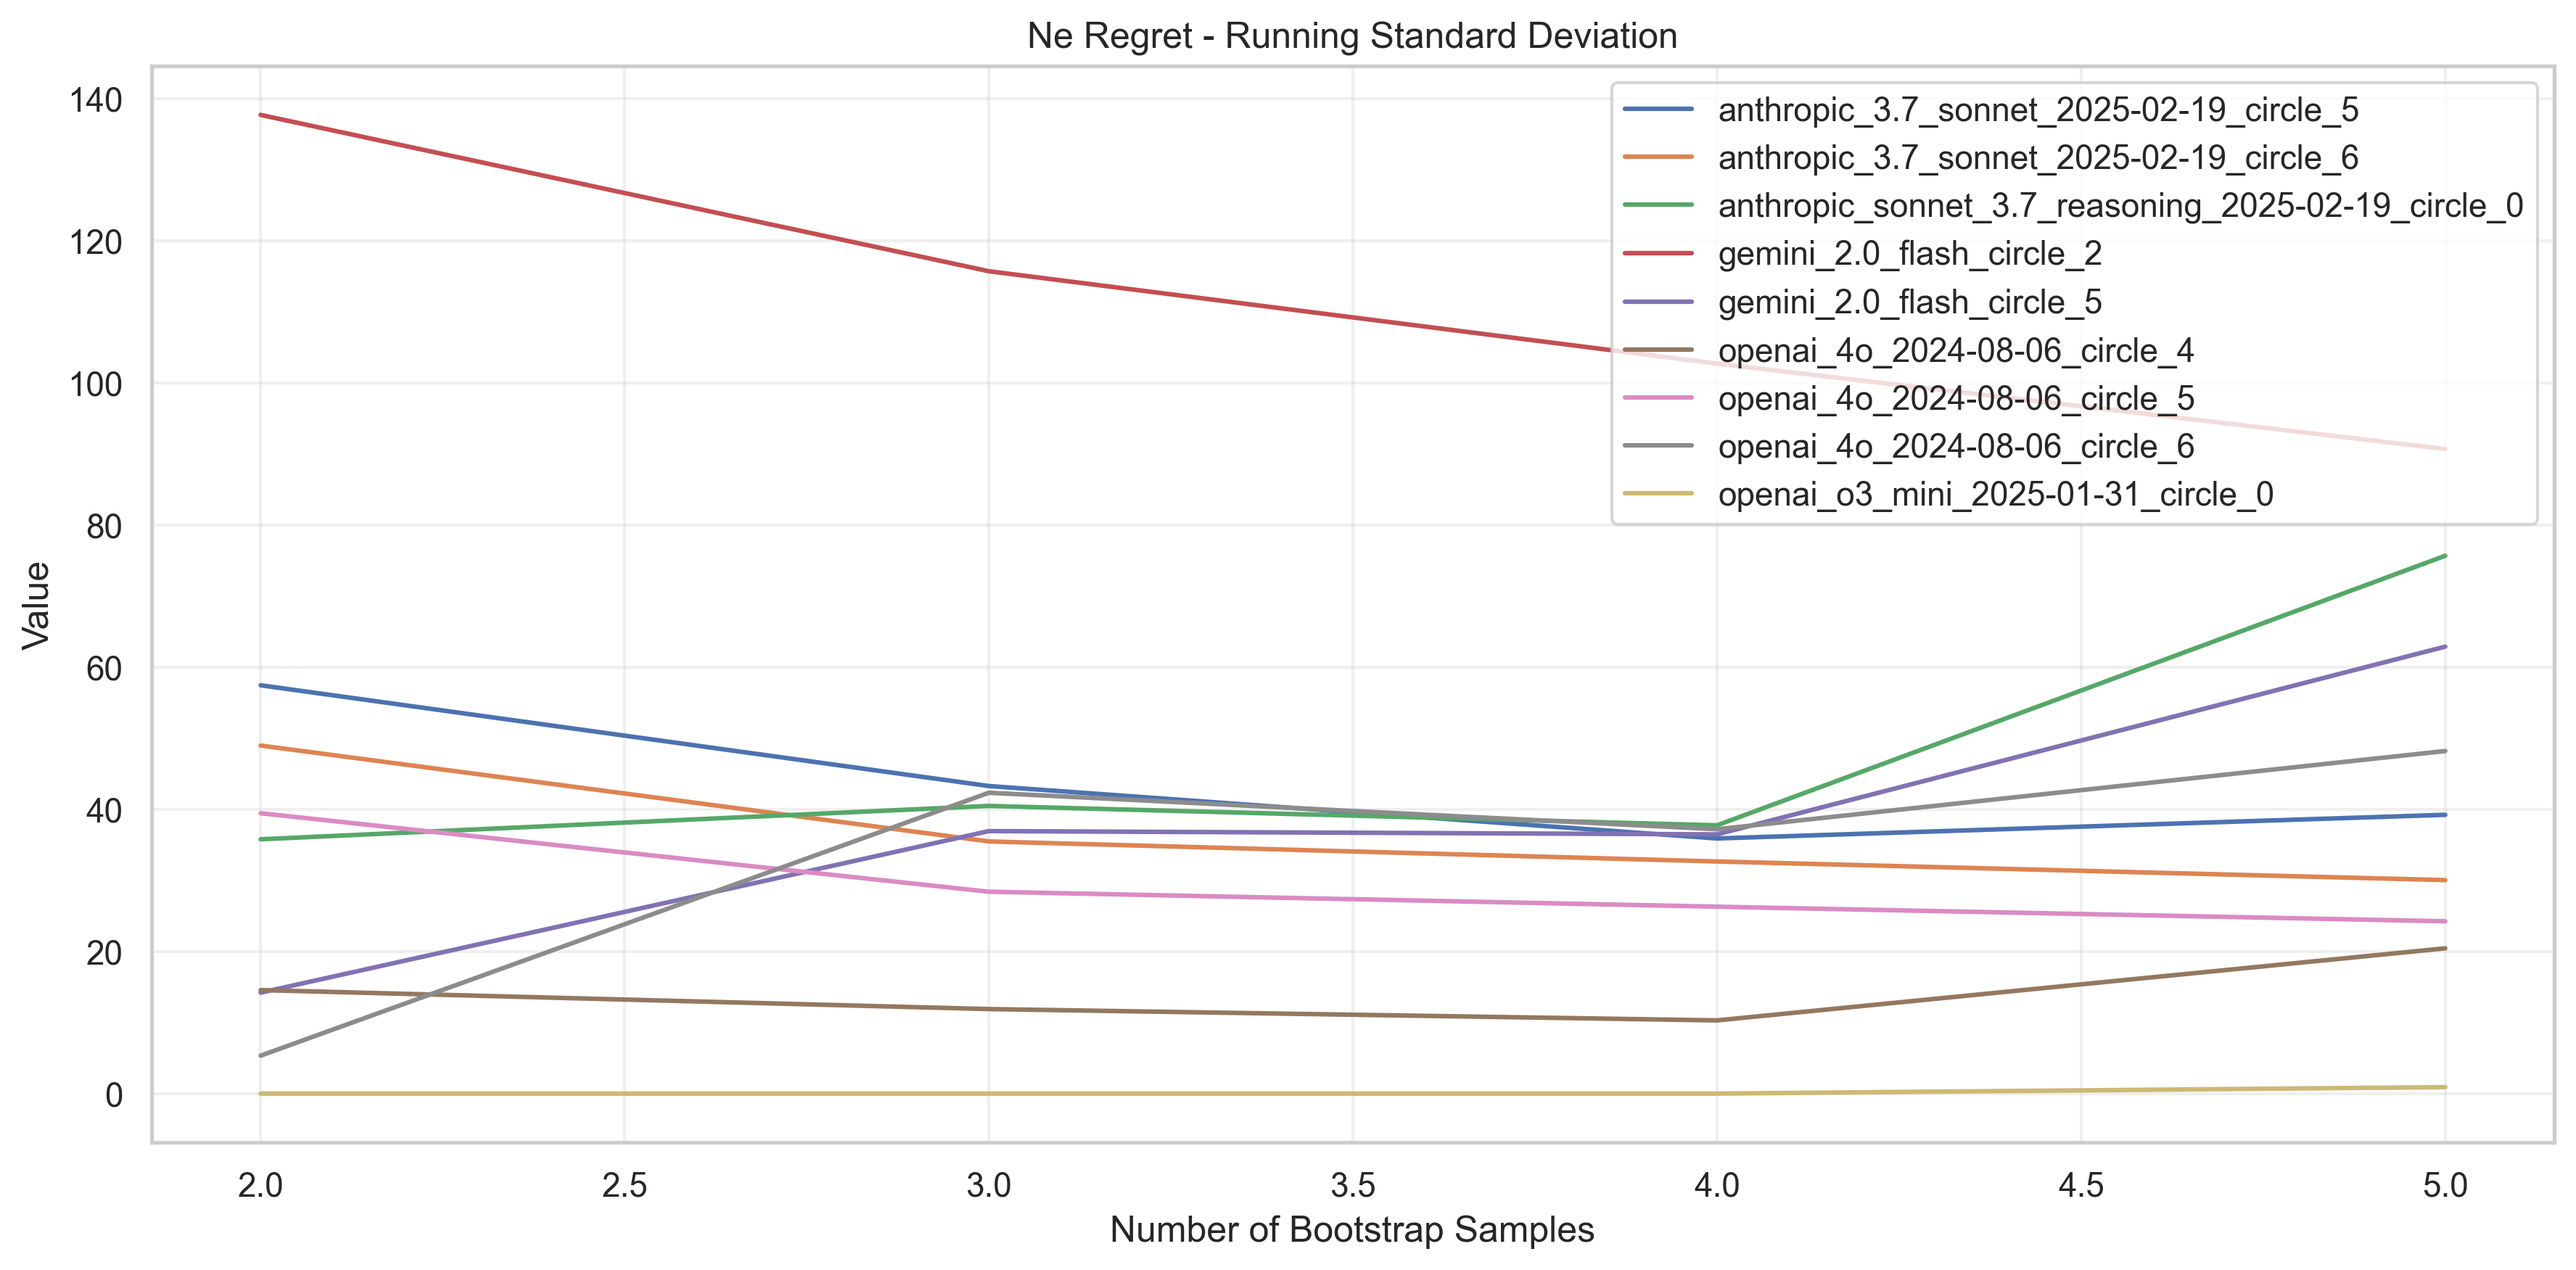 Ne Regret - Running Standard Deviation
140
120
100
80
60
40
20
0
Value
anthropic_3.7_sonnet_2025-02-19_circle_5
anthropic_3.7_sonnet_2025-02-19_circle_6
anthropic_sonnet_3.7_reasoning_2025-02-19_circle_0
gemini_2.0_flash_circle_2
gemini_2.0_flash_circle_5
openai_4o_2024-08-06_circle_4
openai_4o_2024-08-06_circle_5
openai_4o_2024-08-06_circle_6
openai_o3_mini_2025-01-31_circle_0
2.0 2.5 3.0 3.5 4.0 4.5 5.0
Number of Bootstrap Samples